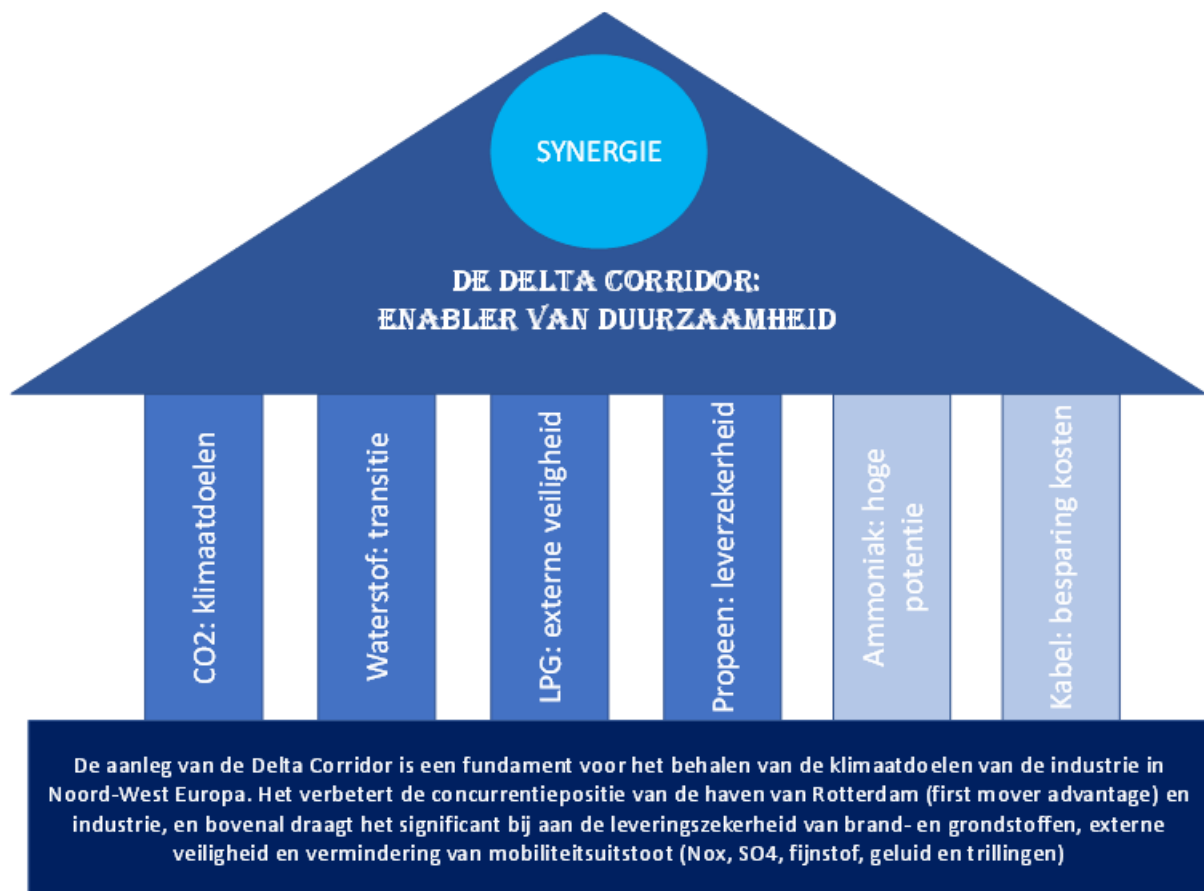 SYNERGIE
DE DELTA CORRIDOR:
ENABLER VAN DUURZAAMHEID
CO2: klimaatdoelen
Waterstof: transitie
LPG: externe veiligheid
Propeen: leverzekerheid
Ammoniak: hoge
potentie
Kabel: besparing kosten
De aanleg van de Delta Corridor is een fundament voor het behalen van de klimaatdoelen van de industrie in
Noord-West Europa. Het verbetert de concurrentiepositie van de haven van Rotterdam (first mover advantage) en
industrie, en bovenal draagt het significant bij aan de leveringszekerheid van brand- en grondstoffen, externe
veiligheid en vermindering van mobiliteitsuitstoot (Nox, SO4, fijnstof, geluid en trillingen)